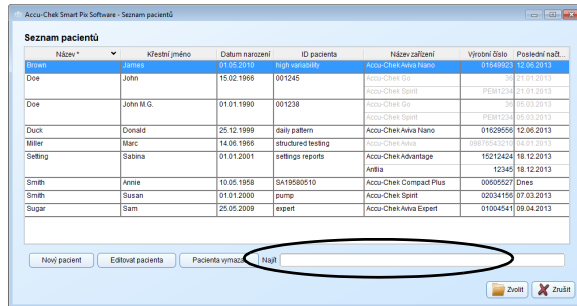 Accu-Chek Smart Pix Software - Seznam pacientů
Seznam pacientů
Název * Křestní jméno Datum narození ID pacienta Název zařízení Výrobní číslo Poslední načt...
Brown James 01.05.2010 high variability Accu-Chek Aviva Nano 01649923 12.06.2013
Doe John 15.02.1966 001245 Accu-Chek Go 36 21.01.2013
Accu-Chek Spirit PEM1234 21.01.2013
Doe John M.G. 01.01.1990 001238 Accu-Chek Go 36 05.03.2013
Accu-Chek Spirit PEM1234 05.03.2013
Duck Donald 25.12.1999 daily pattern Accu-Chek Aviva Nano 01629556 12.06.2013
Miller Marc 14.06.1966 structured testing Accu-Chek Aviva 09876543210 04.01.2013
Setting Sabina 01.01.2001 settings reports Accu-Chek Advantage 15212424 18.12.2013
Antlia 12345 18.12.2013
Smith Annie 10.05.1958 SA19580510 Accu-Chek Compact Plus 00605527 Dnes
Smith Susan 01.01.2000 pump Accu-Chek Spirit 02034156 07.03.2013
Sugar Sam 25.05.2009 expert Accu-Chek Aviva Expert 01004541 09.04.2013
Nový pacient Editovat pacienta Pacienta vymazat Najít
Zvolit Zrušit